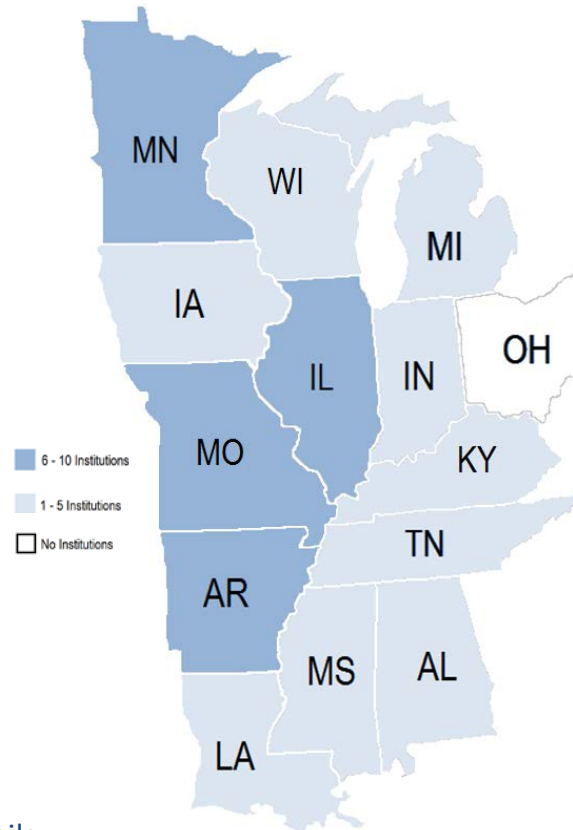 MN
WI
MI
IA
IL
IN
OH
MO
KY
6 - 10 Institutions
1 - 5 Institutions
No Institutions
TN
AR
MS
AL
LA